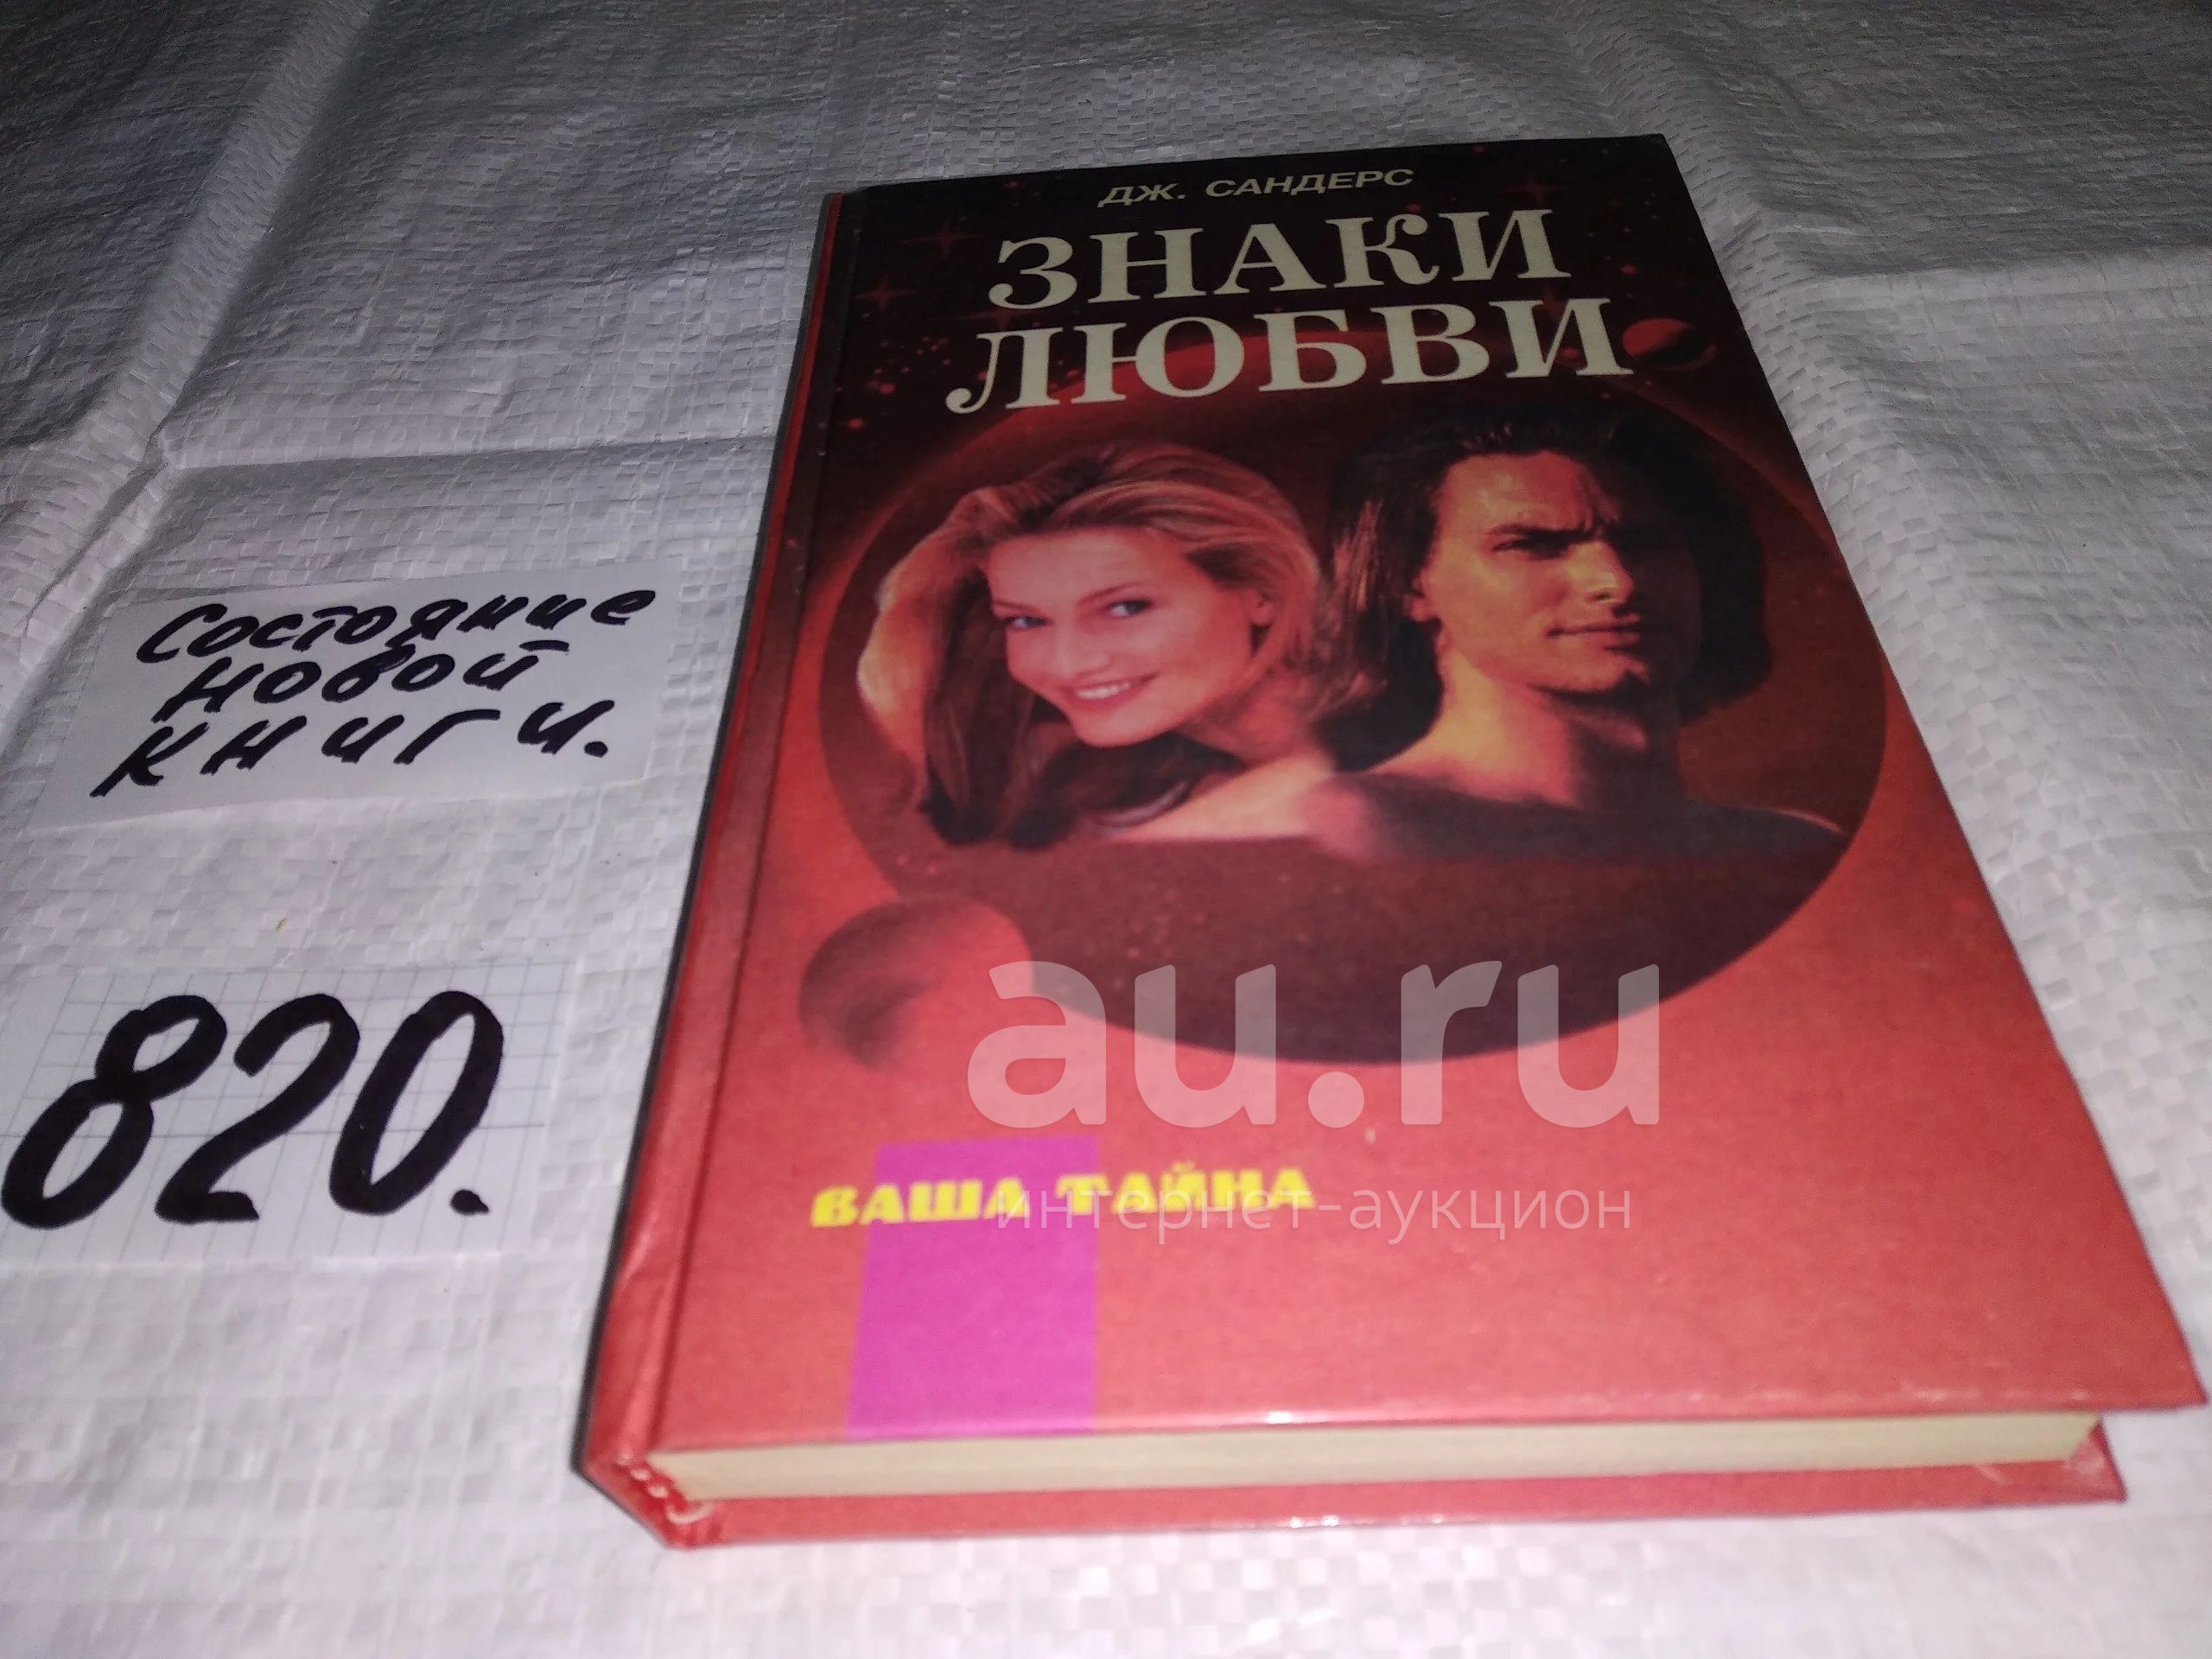 ДЖ. САНДЕРС
ЗНАКИ
ЛЮБВИ
Состояние
новой
книги.
820.
au.ru
ВАША ТАЙНА
интернет-аукцион